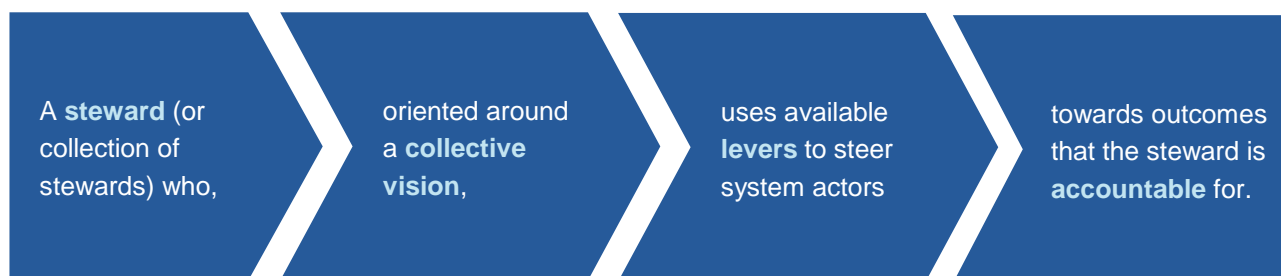 A steward (or
collection of
stewards) who,
oriented around
a collective
vision,
uses available
levers to steer
system actors
towards outcomes
that the steward is
accountable for.